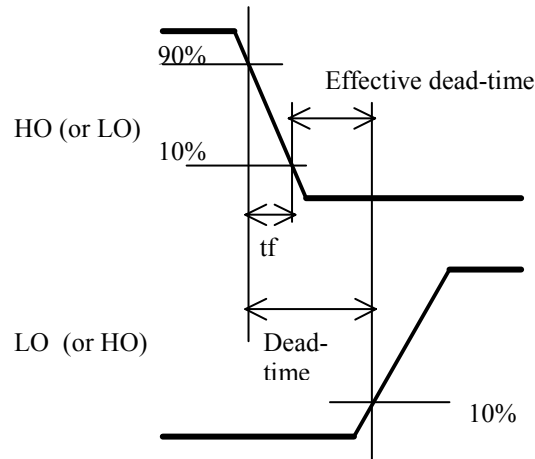 90%
Effective dead-time
HO (or LO)
10%
tf
LO (or HO)
Dead-
time
10%